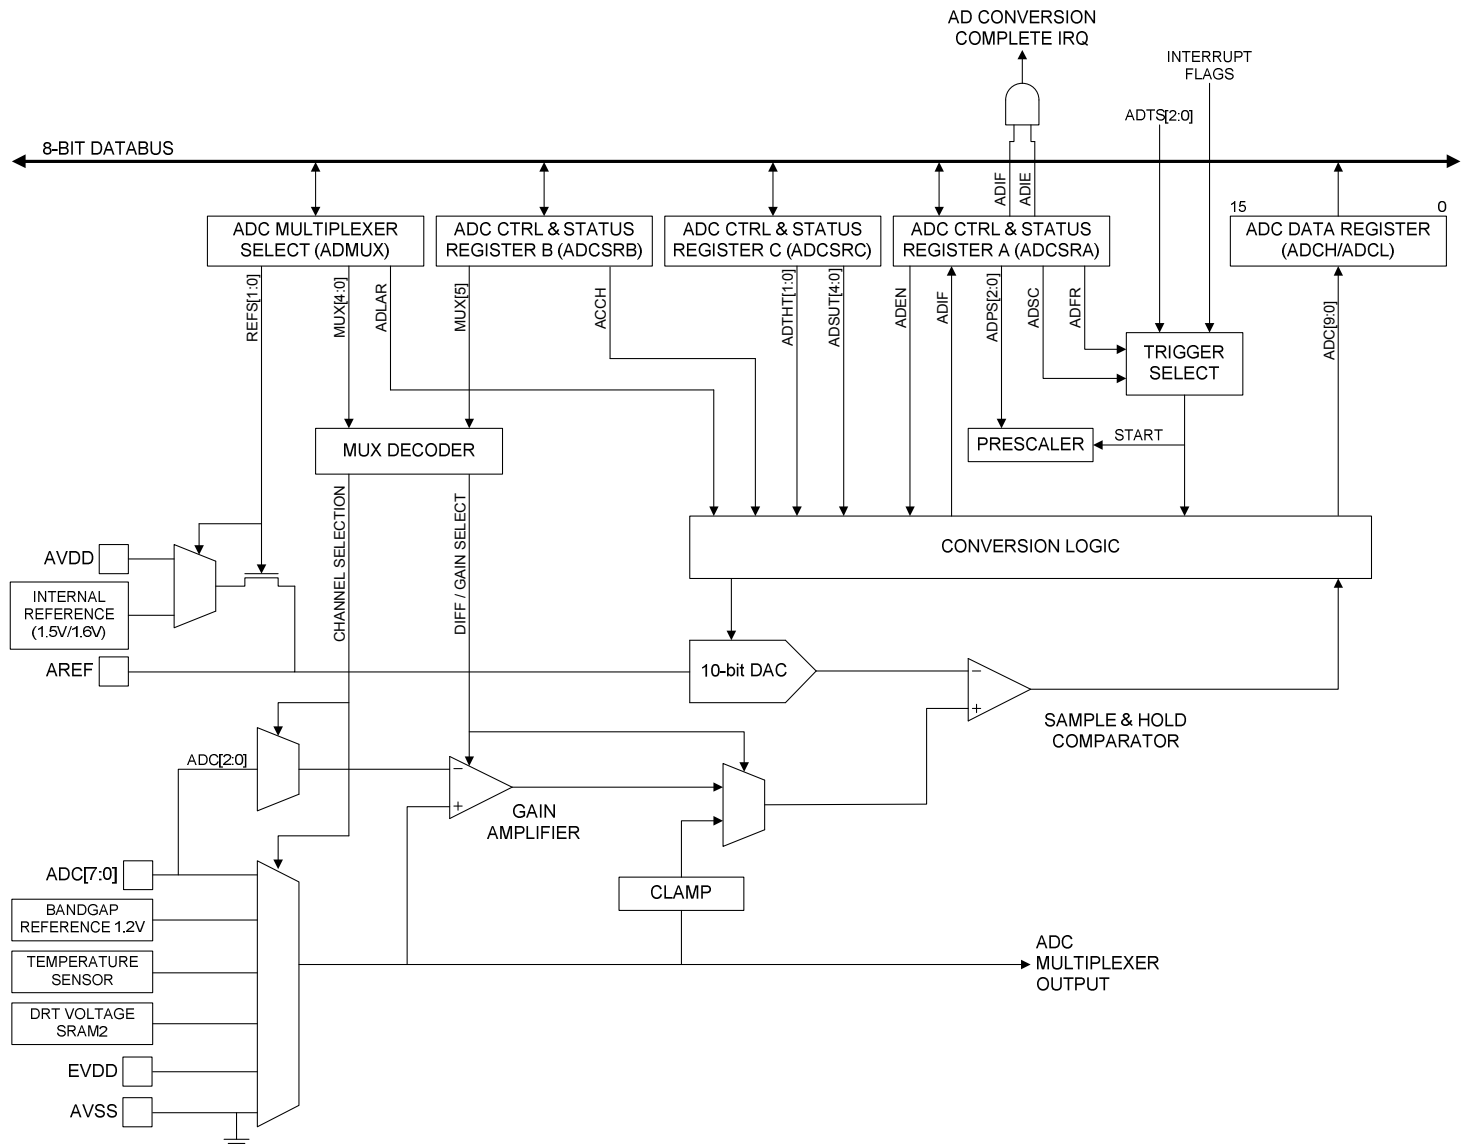 AD CONVERSION
COMPLETE IRQ
INTERRUPT
FLAGS
ADTS[2:0]
8-BIT DATABUS
ADIF
ADIE
ADC MULTIPLEXER
SELECT (ADMUX)
ADC CTRL & STATUS
REGISTER B (ADCSRB)
ADC CTRL & STATUS
REGISTER C (ADCSRC)
ADC CTRL & STATUS
REGISTER A (ADCSRA)
15
0
ADC DATA REGISTER
(ADCH/ADCL)
REFS[1:0]
MUX[4:0]
ADLAR
MUX[5]
ACCH
ADTHT[1:0]
ADSUT[4:0]
ADEN
ADIF
ADPS[2:0]
ADSC
ADFR
ADC[9:0]
TRIGGER
SELECT
MUX DECODER
PRESCALER
START
CHANNEL SELECTION
DIFF / GAIN SELECT
CONVERSION LOGIC
AVDD
INTERNAL
REFERENCE
(1.5V/1.6V)
AREF
10-bit DAC
−
+
SAMPLE & HOLD
COMPARATOR
ADC[2:0]
−
+
GAIN
AMPLIFIER
ADC[7:0]
CLAMP
BANDGAP
REFERENCE 1.2V
TEMPERATURE
SENSOR
ADC
MULTIPLEXER
OUTPUT
DRT VOLTAGE
SRAM2
EVDD
AVSS